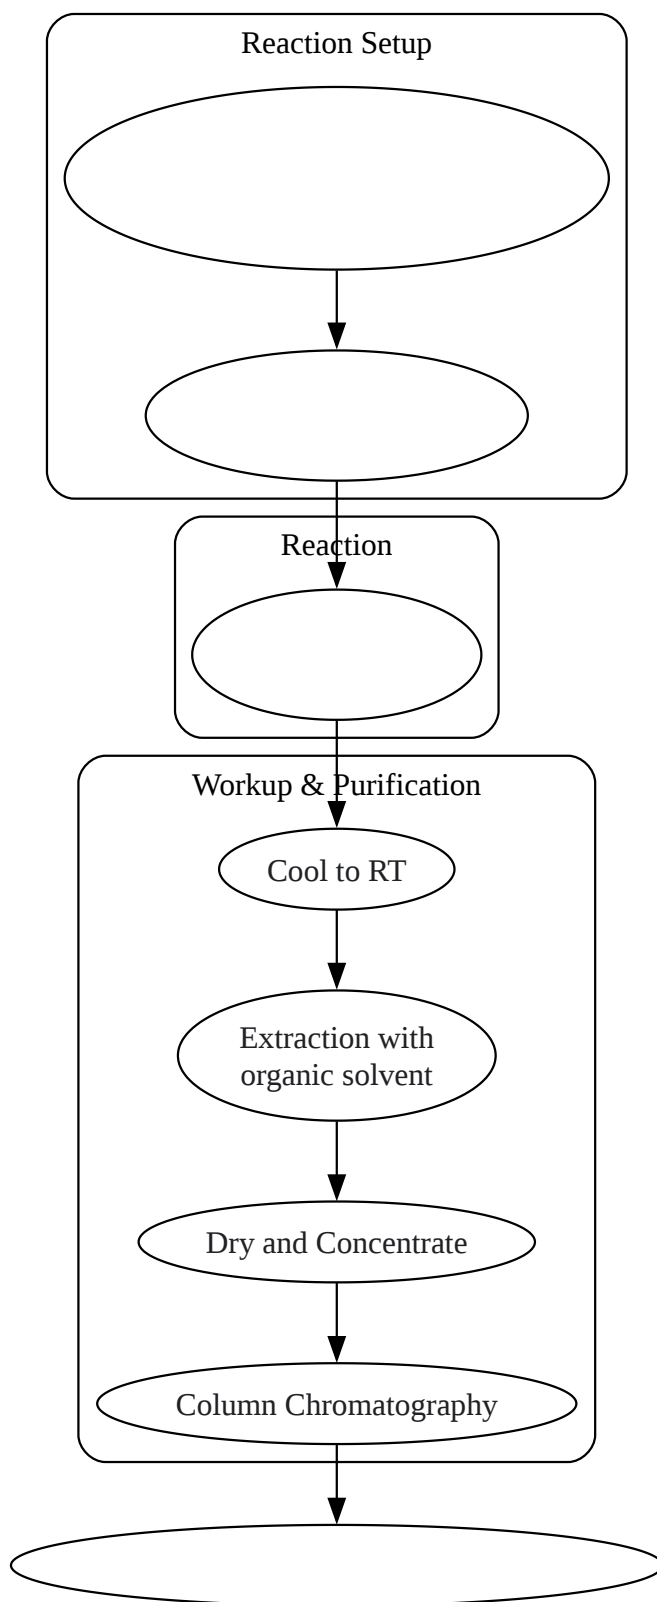 Reaction Setup
Reaction
Workup & Purification
Cool to RT
Extraction with
organic solvent
Dry and Concentrate
Column Chromatography